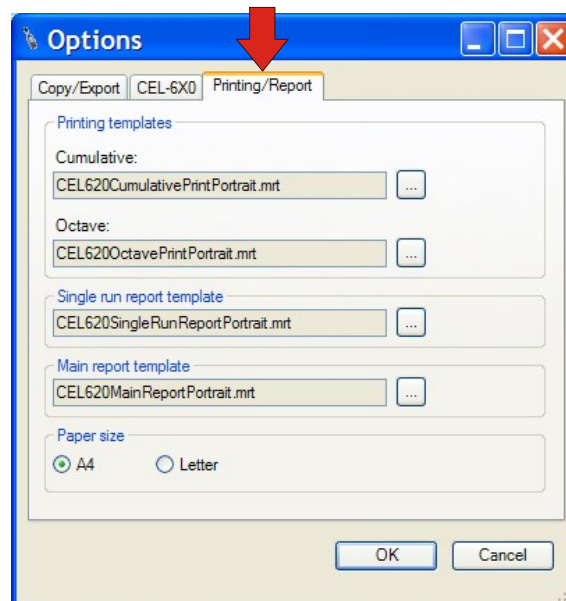 Options
Copy/Export CEL-6X0 Printing/Report
Printing templates
Cumulative:
CEL620CumulativePrintPortrait.mrt ...
Octave:
CEL620OctavePrintPortrait.mrt ...
Single run report template
CEL620SingleRunReportPortrait.mrt ...
Main report template
CEL620MainReportPortrait.mrt ...
Paper size
A4 Letter
OK Cancel